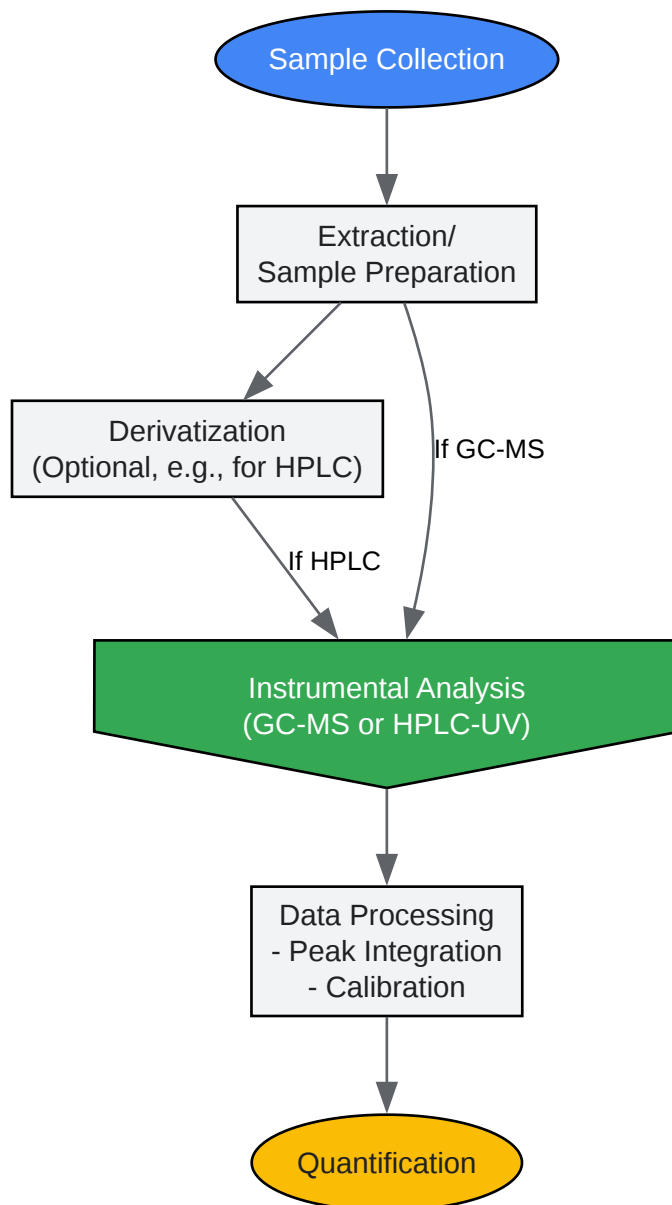 Sample Collection
Extraction/
Sample Preparation
Derivatization
(Optional, e.g., for HPLC)
If GC-MS
If HPLC
Instrumental Analysis
(GC-MS or HPLC-UV)
Data Processing
- Peak Integration
- Calibration
Quantification